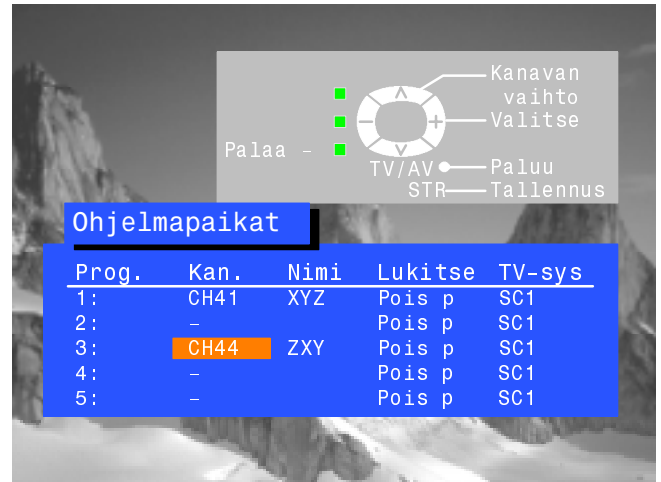 Kanavan
vaihto
Valitse
Palaa -
TV/AV Paluu
STR Tallennus
Ohjelmapaikat
Prog. Kan. Nimi Lukitse TV-sys
1: CH41 XYZ Pois p SC1
2: - Pois p SC1
3: CH44 ZXY Pois p SC1
4: - Pois p SC1
5: - Pois p SC1